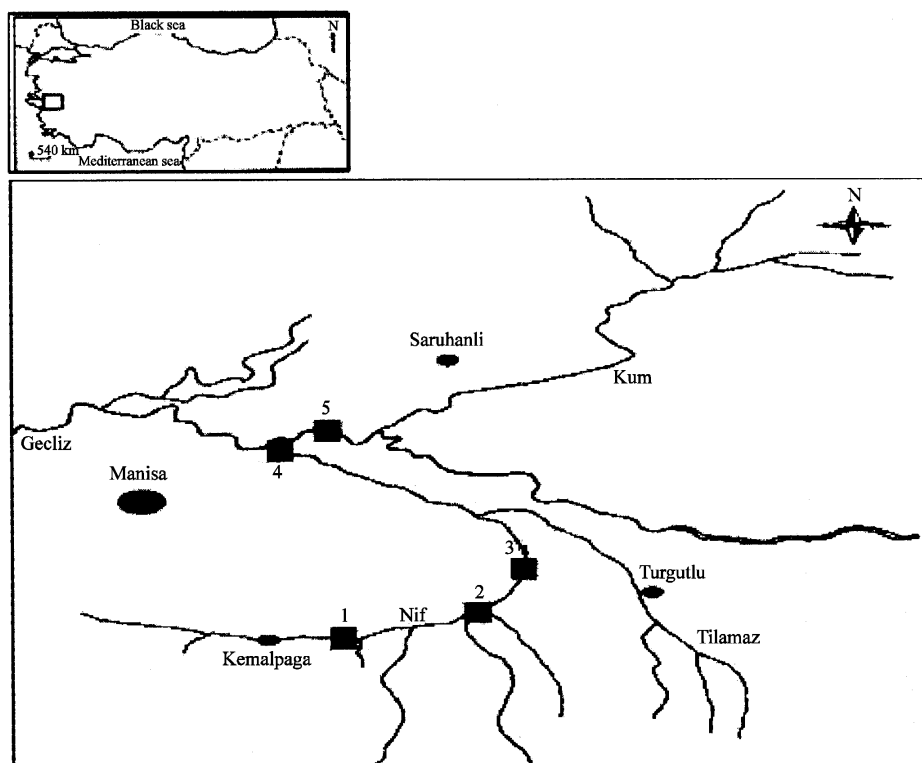 Black sea
N
540 km
Mediterranean sea
N
Saruhanli
Kum
5
Gecliz
4
Manisa
3
Turgutlu
2
1
Nif
Tilamaz
Kemalpaga